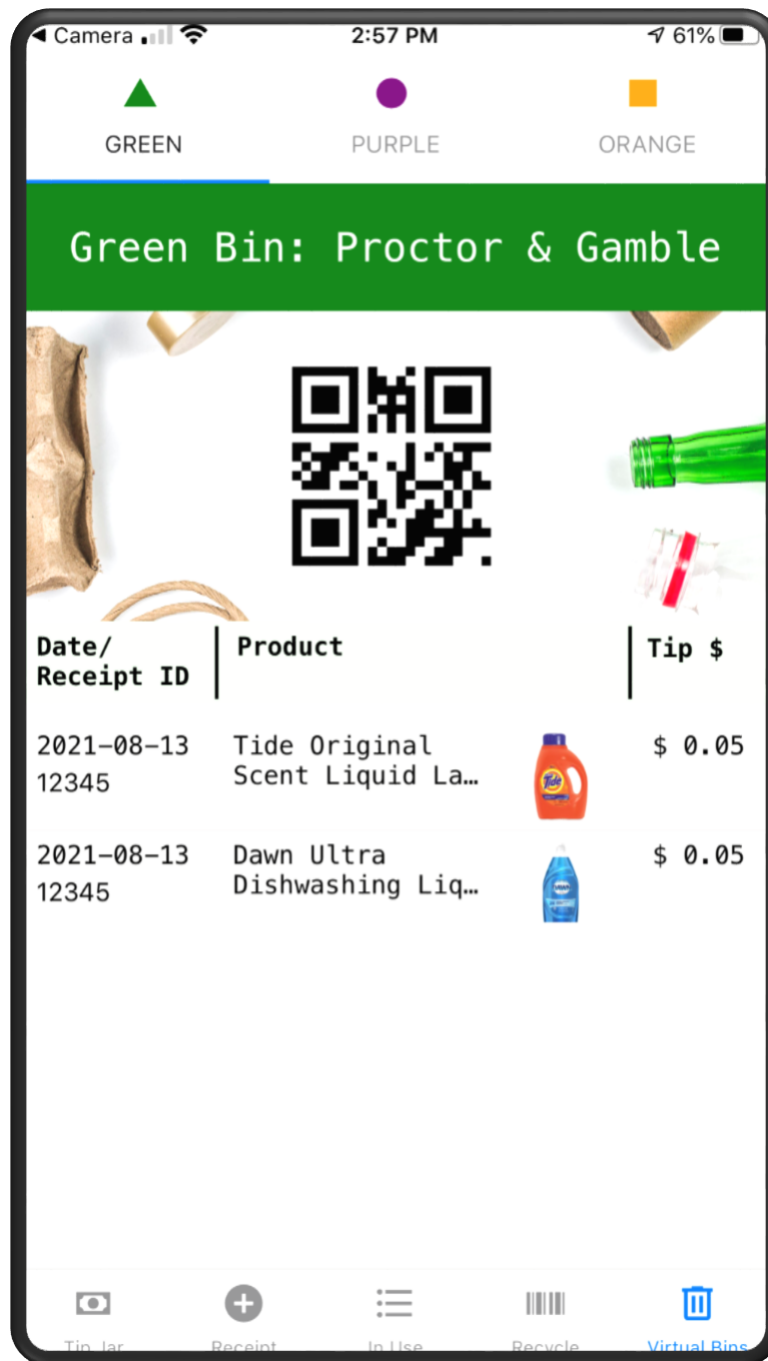 Camera 2:57 PM 61%
GREEN PURPLE ORANGE
Green Bin: Proctor & Gamble
Date/
Receipt ID
Product
Tip $
2021-08-13
12345
Tide Original
Scent Liquid La…
Tide
$ 0.05
2021-08-13
12345
Dawn Ultra
Dishwashing Liq…
$ 0.05
Tip Jar Receipt In Use Recycle Virtual Bins